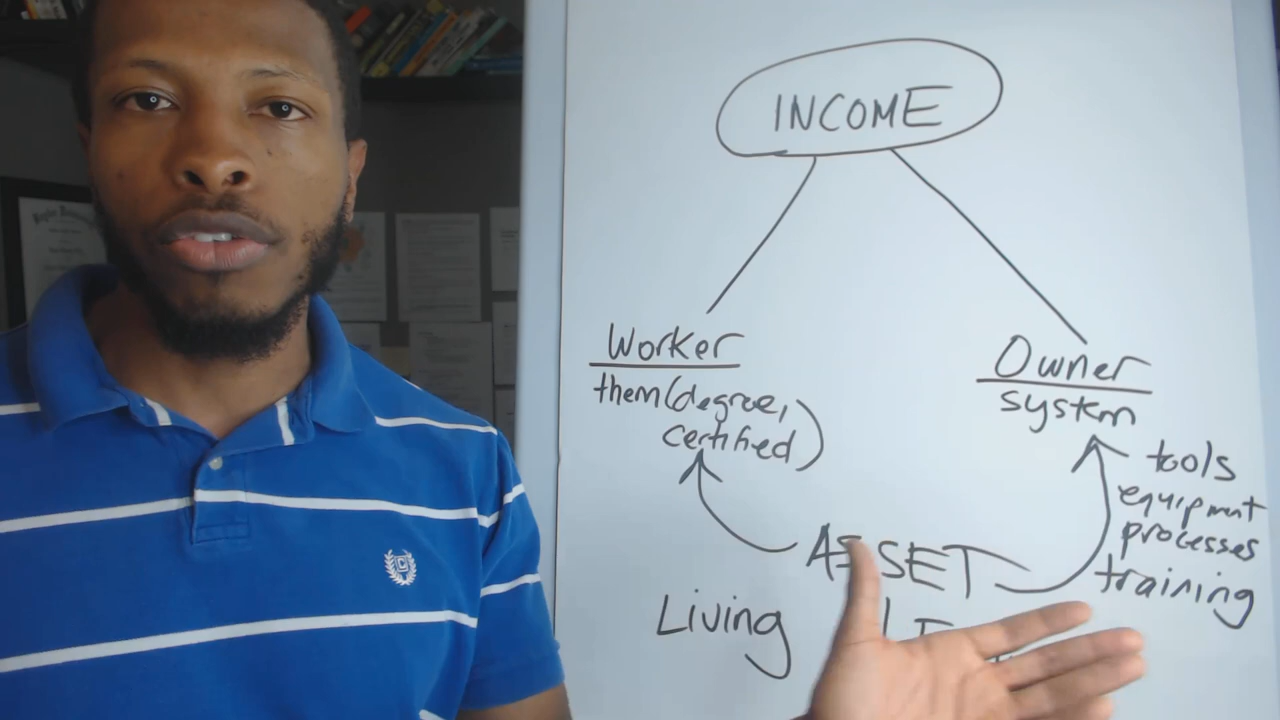 INCOME
Worker
them (degree,
certified)
Owner
system
tools
equipment
processes
training
ASSET
Living